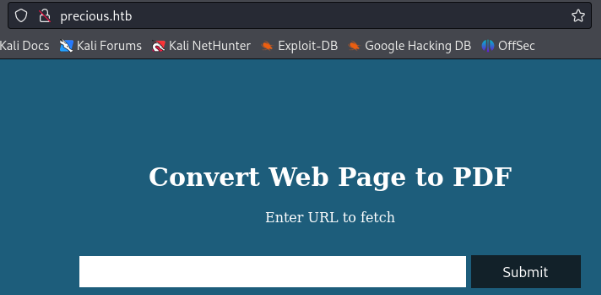 precious.htb
Kali Docs Kali Forums Kali NetHunter Exploit-DB Google Hacking DB OffSec
Convert Web Page to PDF
Enter URL to fetch
Submit